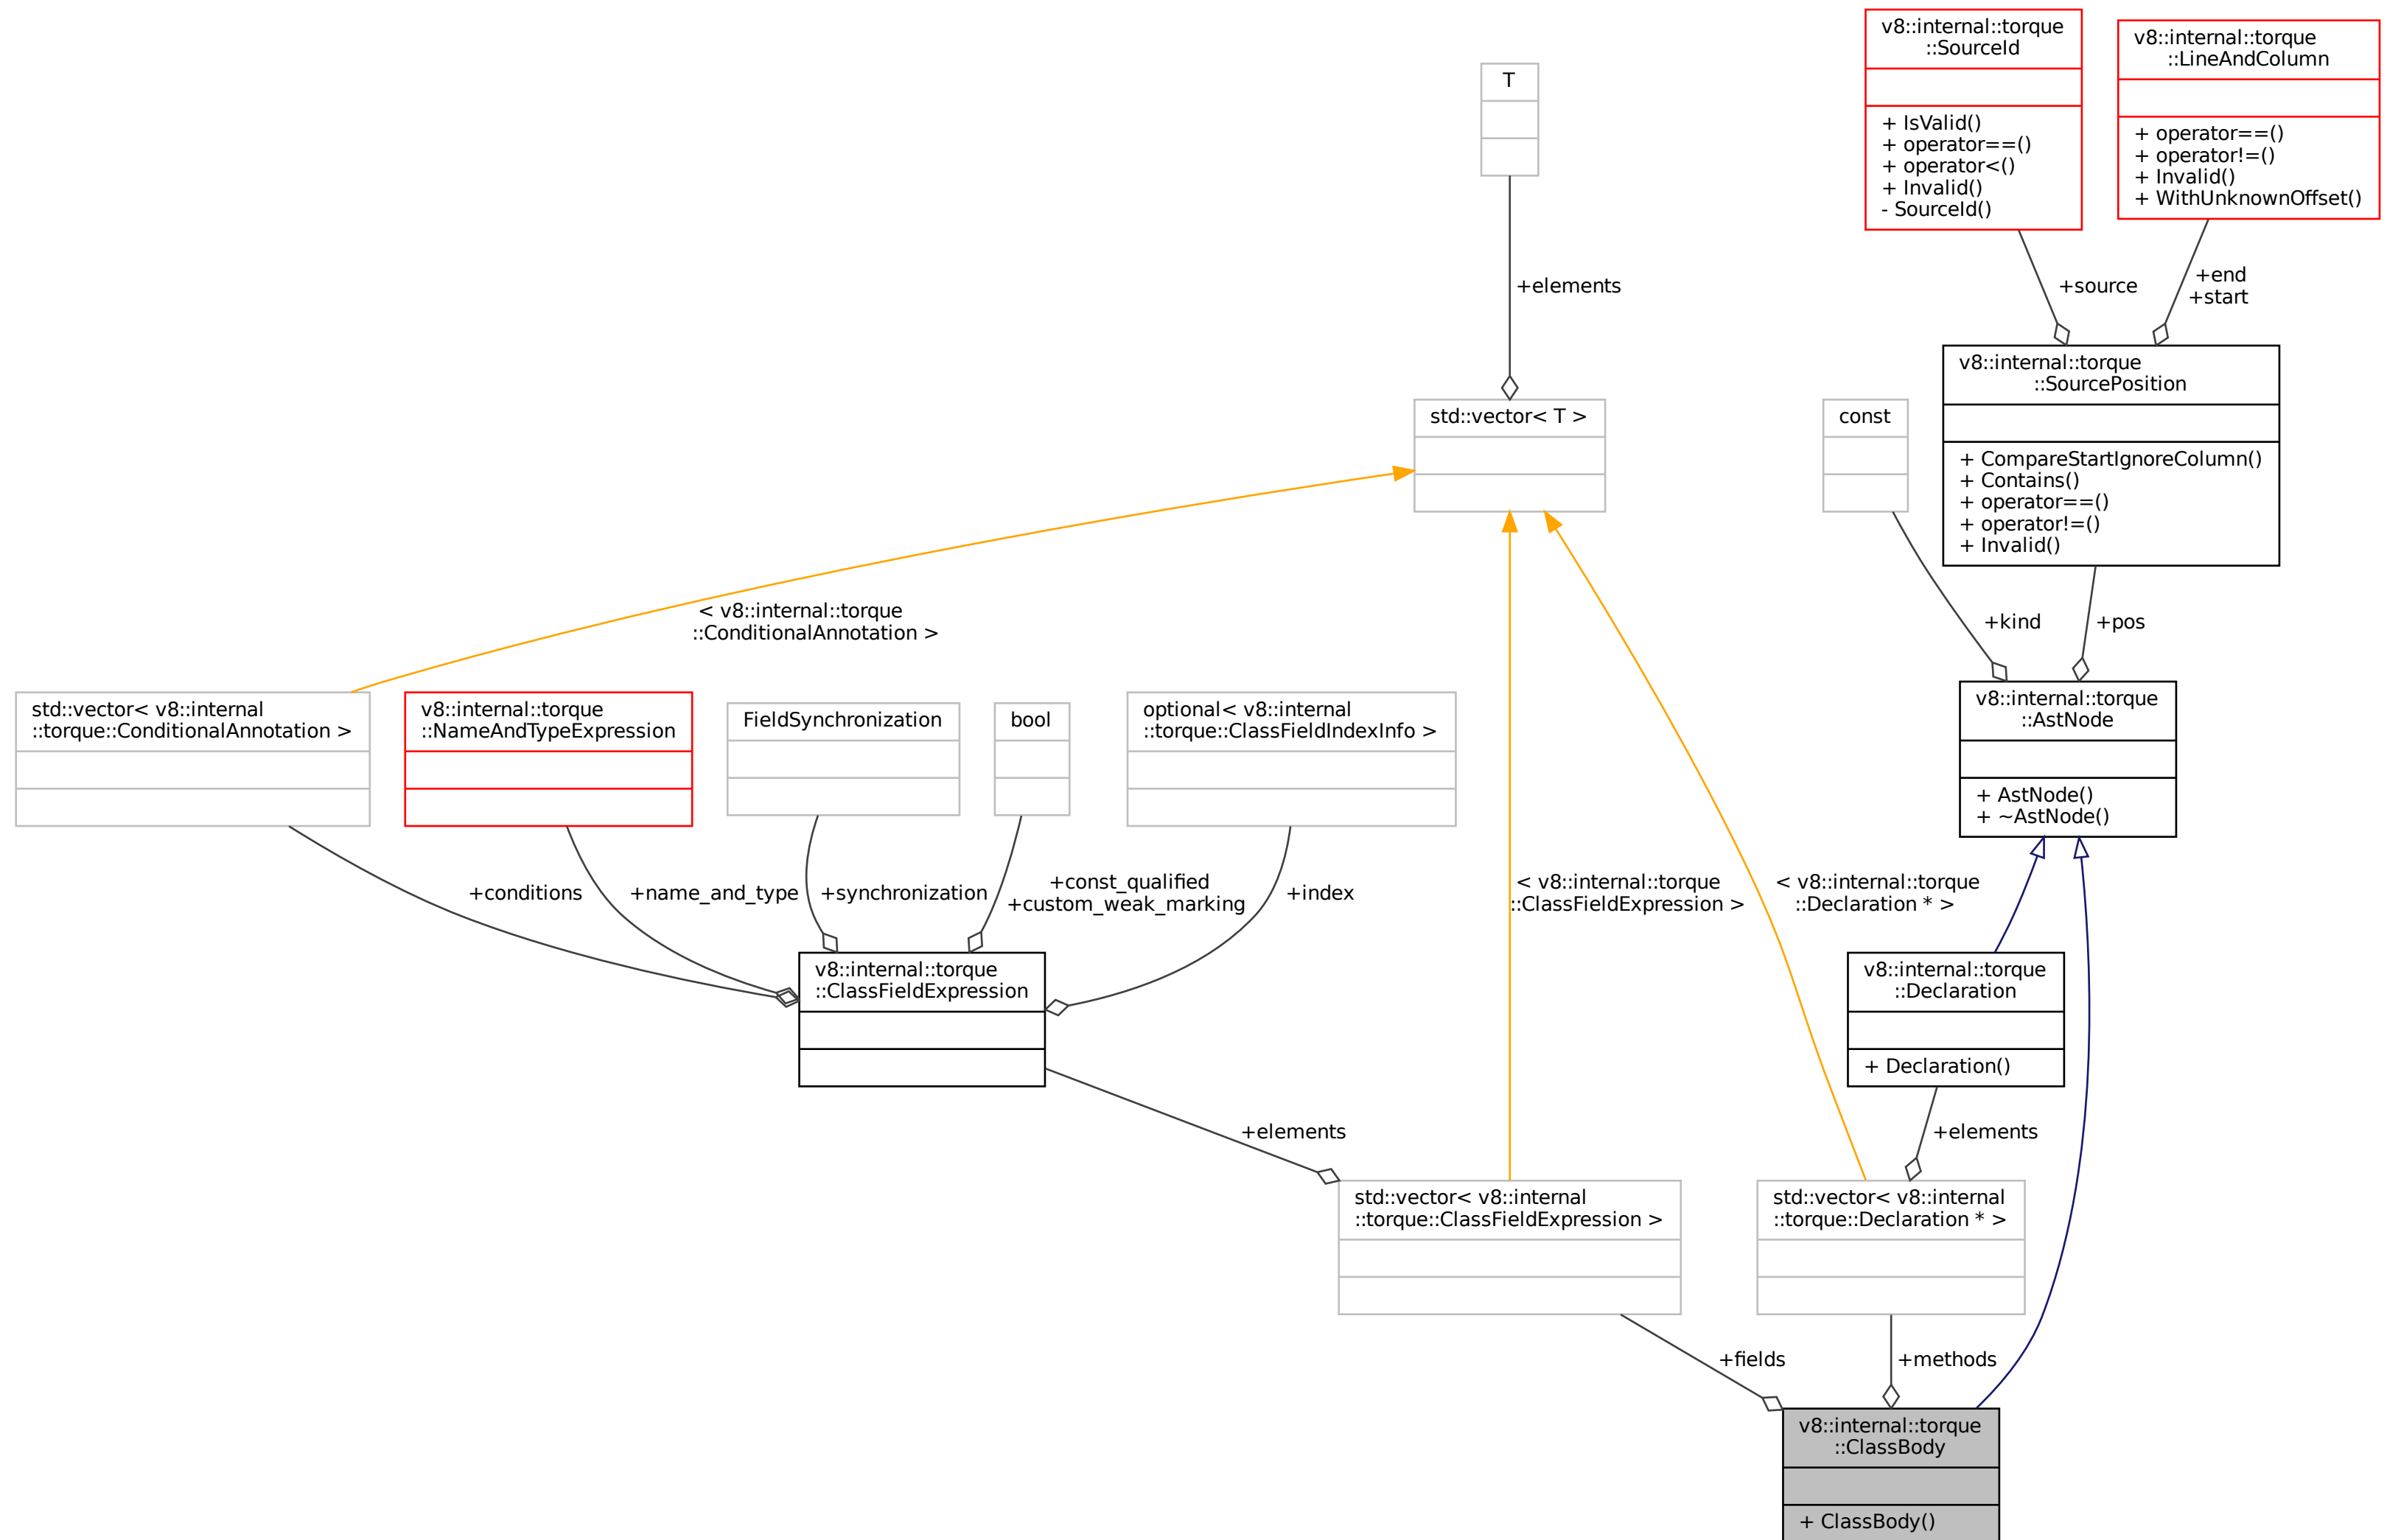 v8::internal::torque
::SourceId
+ IsValid()
+ operator==()
+ operator<()
+ Invalid()
- SourceId()
v8::internal::torque
::LineAndColumn
+ operator==()
+ operator!=()
+ Invalid()
+ WithUnknownOffset()
T
+elements
+source
+end
+start
std::vector< T >
const
v8::internal::torque
::SourcePosition
+ CompareStartIgnoreColumn()
+ Contains()
+ operator==()
+ operator!=()
+ Invalid()
< v8::internal::torque
::ConditionalAnnotation >
+kind
+pos
std::vector< v8::internal
::torque::ConditionalAnnotation >
v8::internal::torque
::NameAndTypeExpression
FieldSynchronization
bool
optional< v8::internal
::torque::ClassFieldIndexInfo >
v8::internal::torque
::AstNode
+ AstNode()
+ ~AstNode()
+conditions
+name_and_type
+synchronization
+const_qualified
+custom_weak_marking
+index
< v8::internal::torque
::ClassFieldExpression >
< v8::internal::torque
::Declaration * >
v8::internal::torque
::ClassFieldExpression
v8::internal::torque
::Declaration
+ Declaration()
+elements
+elements
std::vector< v8::internal
::torque::ClassFieldExpression >
std::vector< v8::internal
::torque::Declaration * >
+fields
+methods
v8::internal::torque
::ClassBody
+ ClassBody()